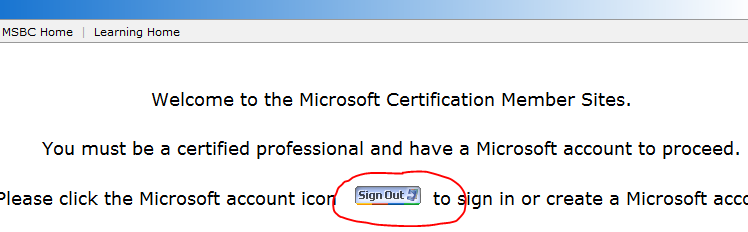 MSBC Home | Learning Home
Welcome to the Microsoft Certification Member Sites.
You must be a certified professional and have a Microsoft account to proceed.
Please click the Microsoft account icon Sign Out to sign in or create a Microsoft